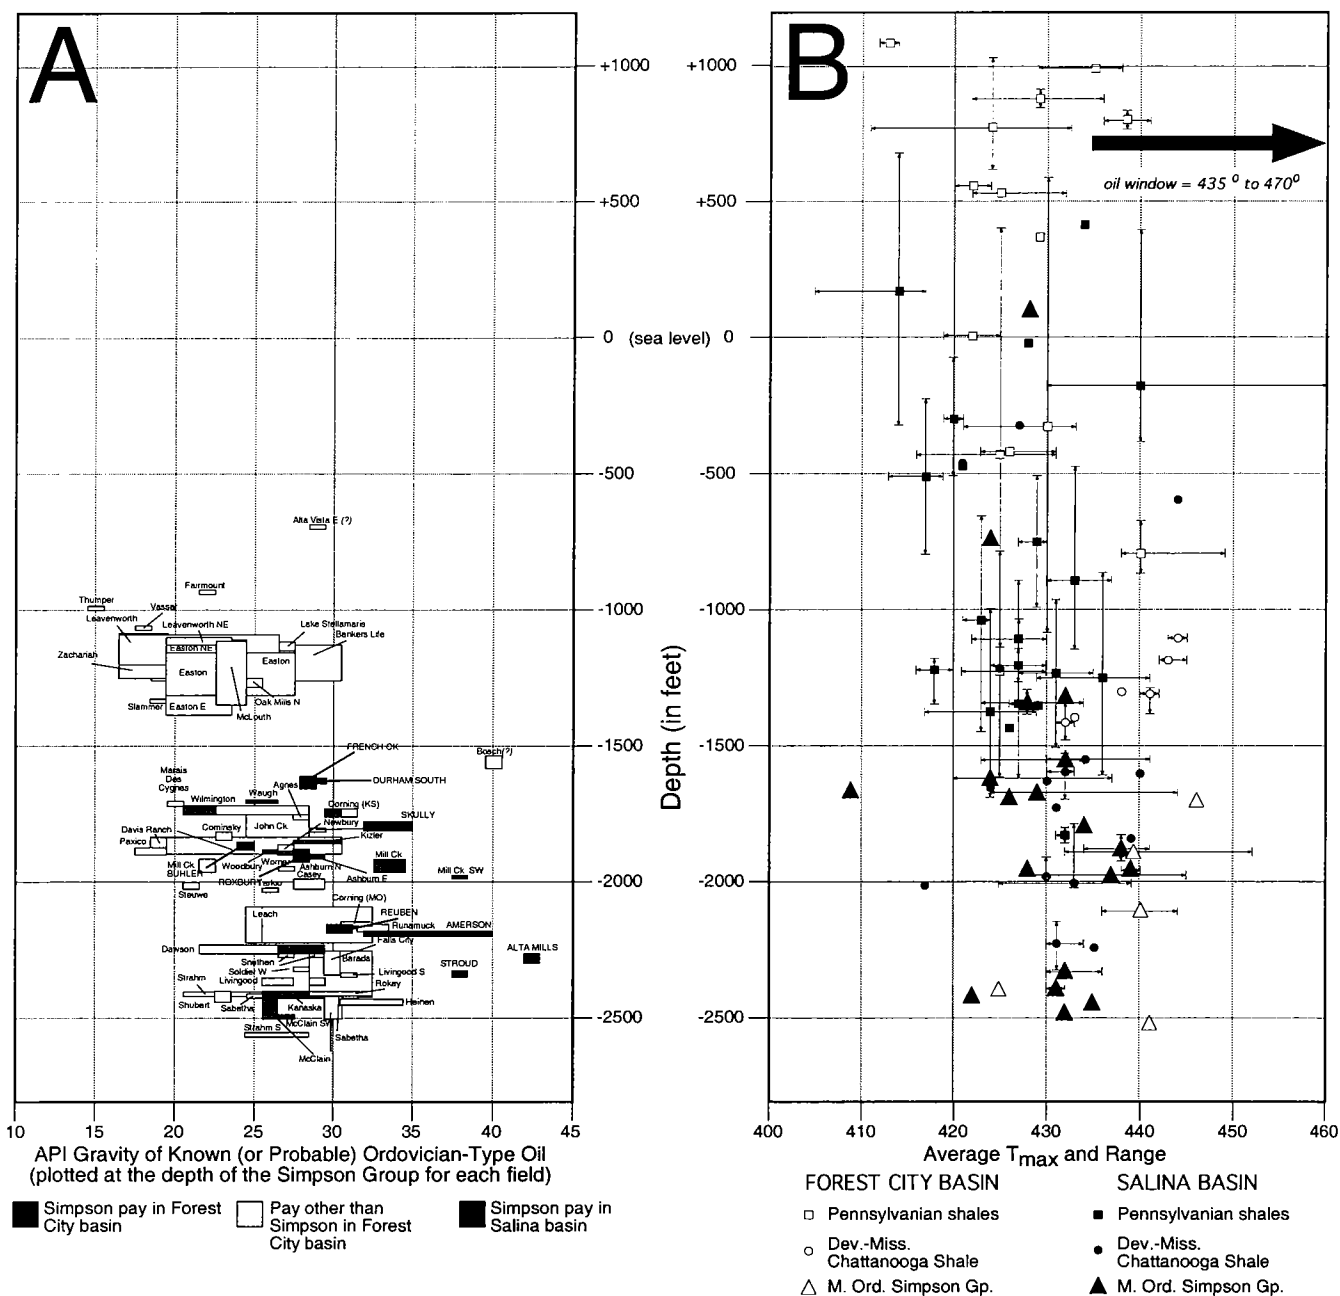 A
+1000
+500
0 (sea level)
-500
-1000
-1500
-2000
-2500
Alta Vista E (?)
Fairmount
Thumper
Vassar
Leavenworth
Leavenworth NE
Lake Stellamarie
Bankers Life
Easton NE
Zachariah
Easton
Easton
Slammer
Easton E
Oak Mills N
McLouth
FRENCH CK
Bosch(?)
Marais
Des
Cygnes
Agnes
DURHAM SOUTH
Wilmington
Waugh
Corning (KS)
SKULLY
Davis Ranch
Cominsky
John Ck
Newbury
Kizler
Paxico
Mill Ck
BUHLER
Woodbury
Ashburn N
Mill Ck
ROXBURY
Casey
Ashburn E
Mill Ck SW
Stuewe
Corning (MO)
Leach
REUBEN
Runamuck
AMERSON
Dawson
Falls City
ALTA MILLS
Snethen
Barada
Soldier W
STROUD
Strahm
Livingood
Livingood S
Rokey
Shubert
Sabetha
Kanaska
Heinen
McClain SW
Strahm S
Sabetha
McClain
10 15 20 25 30 35 40 45
API Gravity of Known (or Probable) Ordovician-Type Oil
(plotted at the depth of the Simpson Group for each field)
Simpson pay in Forest
City basin
Pay other than
Simpson in Forest
City basin
Simpson pay in
Salina basin
B
+1000
+500
0
-500
-1000
-1500
-2000
-2500
Depth (in feet)
oil window = 435 º to 470º
400 410 420 430 440 450 460
Average Tmax and Range
FOREST CITY BASIN
Pennsylvanian shales
Dev.-Miss.
Chattanooga Shale
M. Ord. Simpson Gp.
SALINA BASIN
Pennsylvanian shales
Dev.-Miss.
Chattanooga Shale
M. Ord. Simpson Gp.